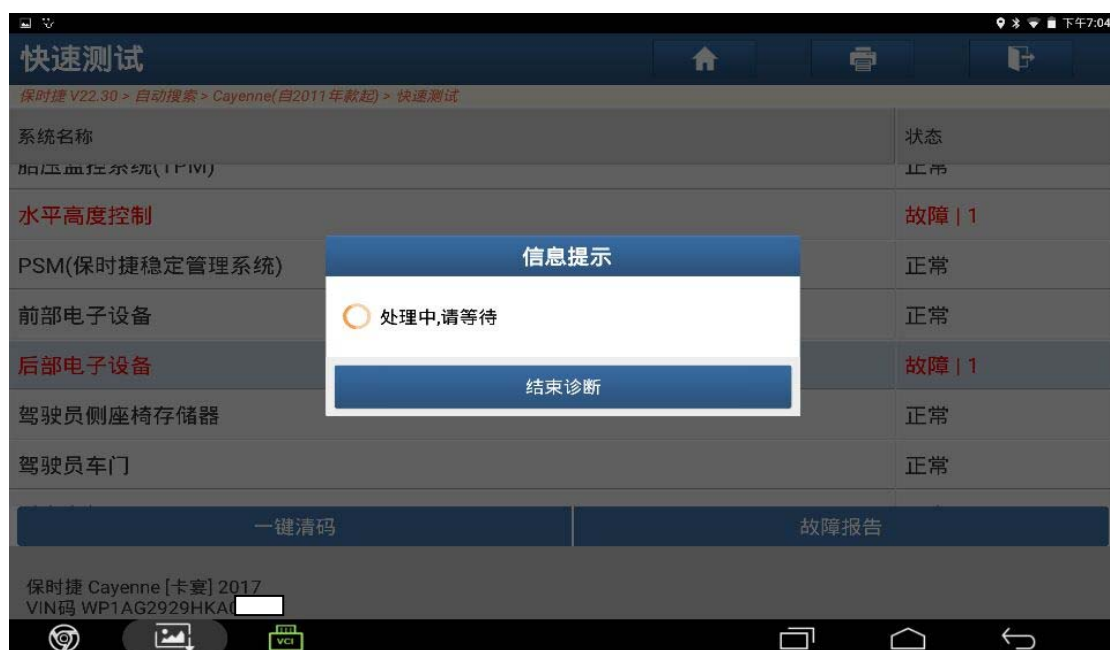 下午7:04
快速测试
保时捷 V22.30 > 自动搜索 > Cayenne(自2011年款起) > 快速测试
系统名称 状态
胎压监控系统(TPM) 正常
水平高度控制 故障 | 1
信息提示
PSM(保时捷稳定管理系统) 正常
前部电子设备 正常
处理中,请等待
后部电子设备 故障 | 1
结束诊断
驾驶员侧座椅存储器 正常
驾驶员车门 正常
一键清码 故障报告
保时捷 Cayenne [卡宴] 2017
VIN码 WP1AG2929HKA
VCI